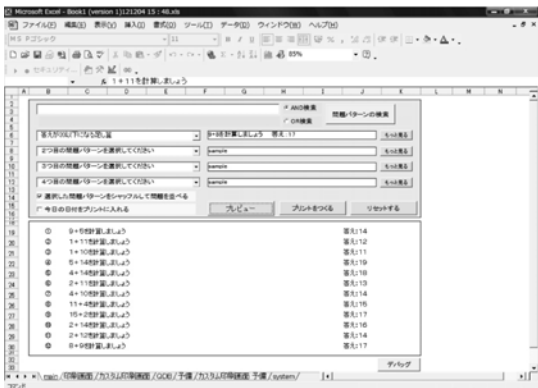 Microsoft Excel - Book1 (version 1)121204 15：48.xls
ファイル(F) 編集(E) 表示(V) 挿入(I) 書式(O) ツール(T) データ(D) ウィンドウ(W) ヘルプ(H)
MS Pゴシック 11
85%
セキュリティ...
fx 1+11を計算しましょう
A B C D E F G H I J K L M N
AND検索
OR検索
問題パターンの検索
答えが○○以下になる足し算
9+8を計算しましょう 答え:17
もっと見る
2つ目の問題パターンを選択してください
sample
もっと見る
3つ目の問題パターンを選択してください
sample
もっと見る
4つ目の問題パターンを選択してください
sample
もっと見る
選択した問題パターンをシャッフルして問題を並べる
今日の日付をプリントに入れる
プレビュー プリントをつくる リセットする
① 9+5を計算しましょう 答え:14
② 1+11を計算しましょう 答え:12
③ 1+10を計算しましょう 答え:11
④ 5+14を計算しましょう 答え:19
⑤ 4+14を計算しましょう 答え:18
⑥ 2+11を計算しましょう 答え:13
⑦ 4+10を計算しましょう 答え:14
⑧ 11+4を計算しましょう 答え:15
⑨ 15+2を計算しましょう 答え:17
⑩ 2+14を計算しましょう 答え:16
⑪ 2+12を計算しましょう 答え:14
⑫ 8+9を計算しましょう 答え:17
デバッグ
main / 印刷画面 / カスタム印刷画面 / QDB / 予備 / カスタム印刷画面 予備 / system /
コマンド